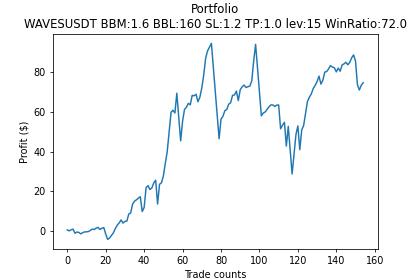 Portfolio
WAVESUSDT BBM:1.6 BBL:160 SL:1.2 TP:1.0 lev:15 WinRatio:72.0
Profit ($)
80
60
40
20
0
0 20 40 60 80 100 120 140 160
Trade counts